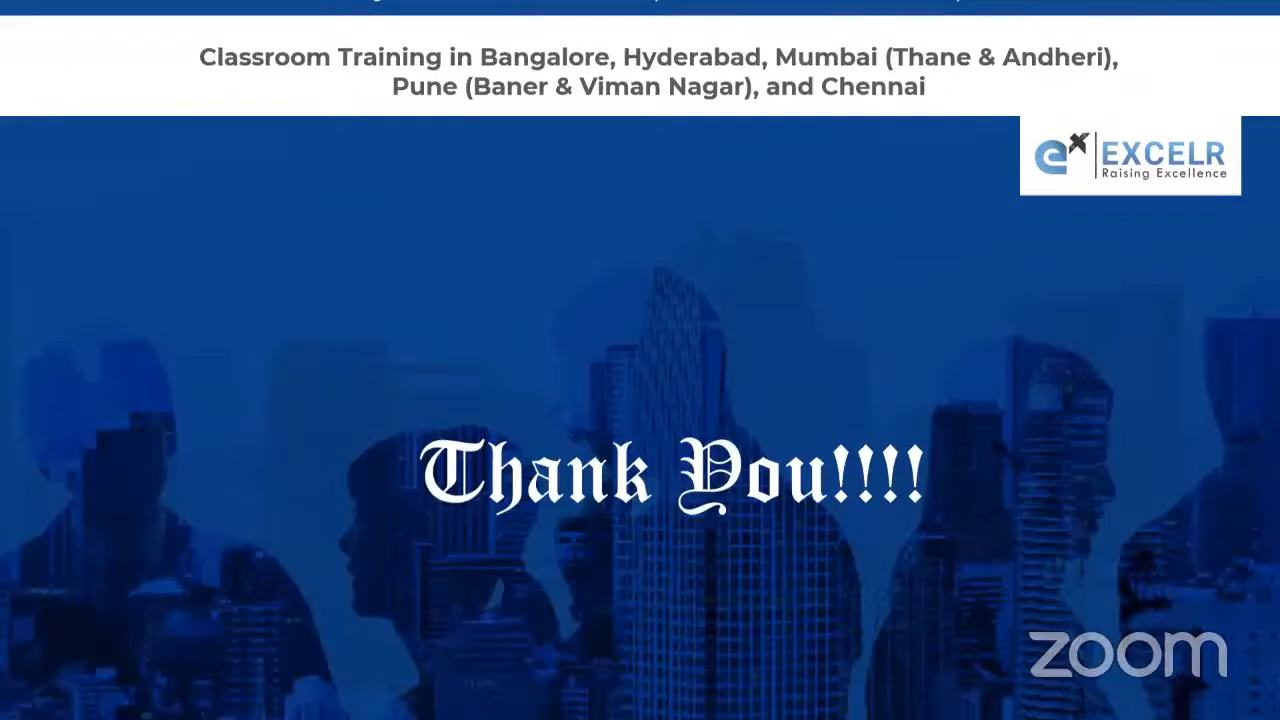 Classroom Training in Bangalore, Hyderabad, Mumbai (Thane & Andheri),
Pune (Baner & Viman Nagar), and Chennai
ex EXCELR
Raising Excellence
Thank You!!!!
zoom